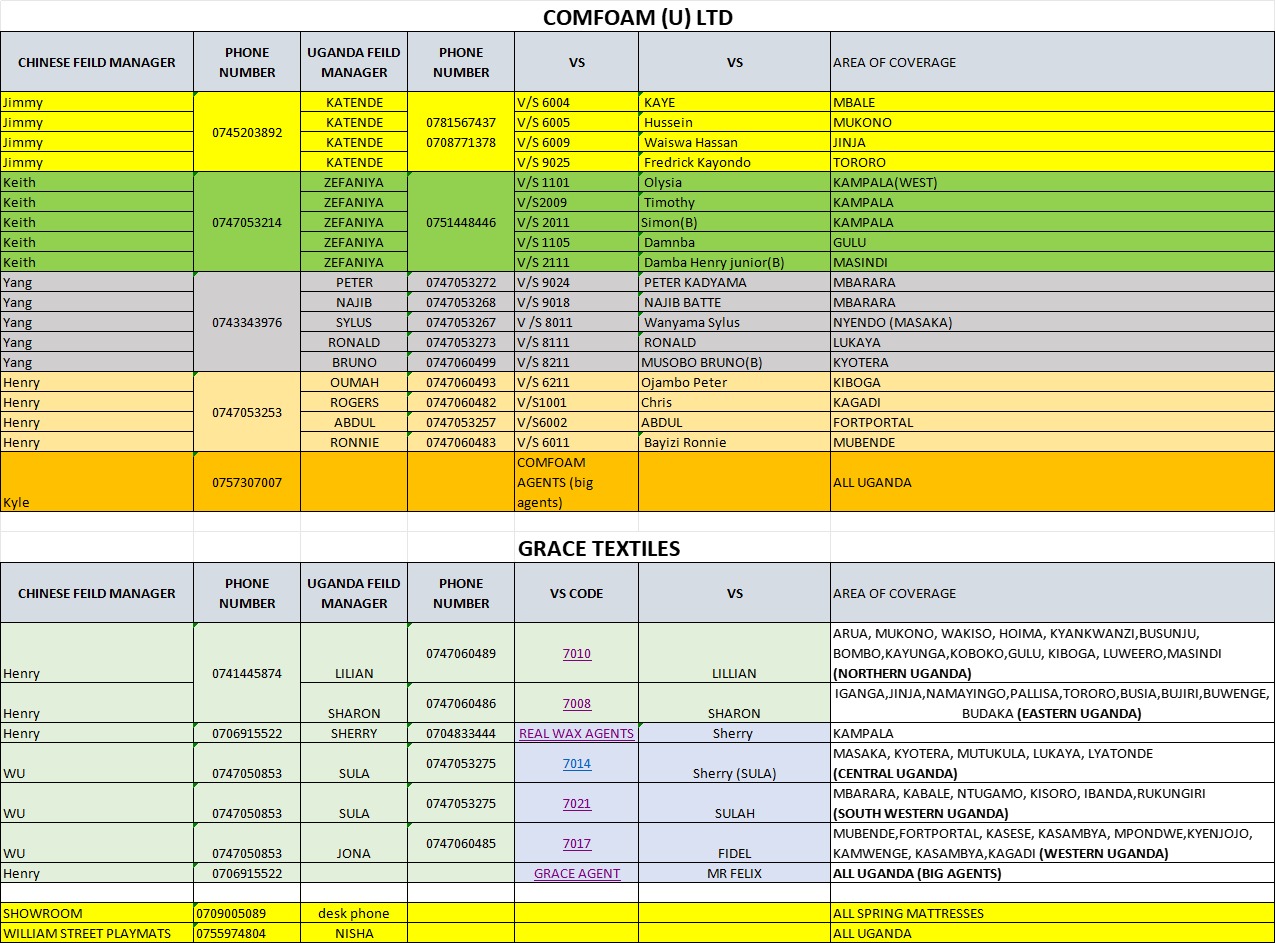 COMFOAM (U) LTD
CHINESE FEILD MANAGER PHONE NUMBER UGANDA FEILD MANAGER PHONE NUMBER VS VS AREA OF COVERAGE
Jimmy 0745203892 KATENDE 0781567437 0708771378 V/S 6004 KAYE MBALE
Jimmy KATENDE V/S 6005 Hussein MUKONO
Jimmy KATENDE V/S 6009 Waiswa Hassan JINJA
Jimmy KATENDE V/S 9025 Fredrick Kayondo TORORO
Keith 0747053214 ZEFANIYA 0751448446 V/S 1101 Olysia KAMPALA(WEST)
Keith ZEFANIYA V/S2009 Timothy KAMPALA
Keith ZEFANIYA V/S 2011 Simon(B) KAMPALA
Keith ZEFANIYA V/S 1105 Damnba GULU
Keith ZEFANIYA V/S 2111 Damba Henry junior(B) MASINDI
Yang 0743343976 PETER 0747053272 V/S 9024 PETER KADYAMA MBARARA
Yang NAJIB 0747053268 V/S 9018 NAJIB BATTE MBARARA
Yang SYLUS 0747053267 V /S 8011 Wanyama Sylus NYENDO (MASAKA)
Yang RONALD 0747053273 V/S 8111 RONALD LUKAYA
Yang BRUNO 0747060499 V/S 8211 MUSOBO BRUNO(B) KYOTERA
Henry 0747053253 OUMAH 0747060493 V/S 6211 Ojambo Peter KIBOGA
Henry ROGERS 0747060482 V/S1001 Chris KAGADI
Henry ABDUL 0747053257 V/S6002 ABDUL FORTPORTAL
Henry RONNIE 0747060483 V/S 6011 Bayizi Ronnie MUBENDE
Kyle 0757307007 COMFOAM AGENTS (big agents) ALL UGANDA
GRACE TEXTILES
CHINESE FEILD MANAGER PHONE NUMBER UGANDA FEILD MANAGER PHONE NUMBER VS CODE VS AREA OF COVERAGE
Henry 0741445874 LILIAN 0747060489 7010 LILLIAN ARUA, MUKONO, WAKISO, HOIMA, KYANKWANZI,BUSUNJU,
BOMBO,KAYUNGA,KOBOKO,GULU, KIBOGA, LUWEERO,MASINDI
(NORTHERN UGANDA)
Henry SHARON 0747060486 7008 SHARON IGANGA,JINJA,NAMAYINGO,PALLISA,TORORO,BUSIA,BUJIRI,BUWENGE,
BUDAKA (EASTERN UGANDA)
Henry 0706915522 SHERRY 0704833444 REAL WAX AGENTS Sherry KAMPALA
WU 0747050853 SULA 0747053275 7014 Sherry (SULA) MASAKA, KYOTERA, MUTUKULA, LUKAYA, LYATONDE
(CENTRAL UGANDA)
WU 0747050853 SULA 0747053275 7021 SULAH MBARARA, KABALE, NTUGAMO, KISORO, IBANDA,RUKUNGIRI
(SOUTH WESTERN UGANDA)
WU 0747050853 JONA 0747060485 7017 FIDEL MUBENDE,FORTPORTAL, KASESE, KASAMBYA, MPONDWE,KYENJOJO,
KAMWENGE, KASAMBYA,KAGADI (WESTERN UGANDA)
Henry 0706915522 GRACE AGENT MR FELIX ALL UGANDA (BIG AGENTS)
SHOWROOM 0709005089 desk phone ALL SPRING MATTRESSES
WILLIAM STREET PLAYMATS 0755974804 NISHA ALL UGANDA